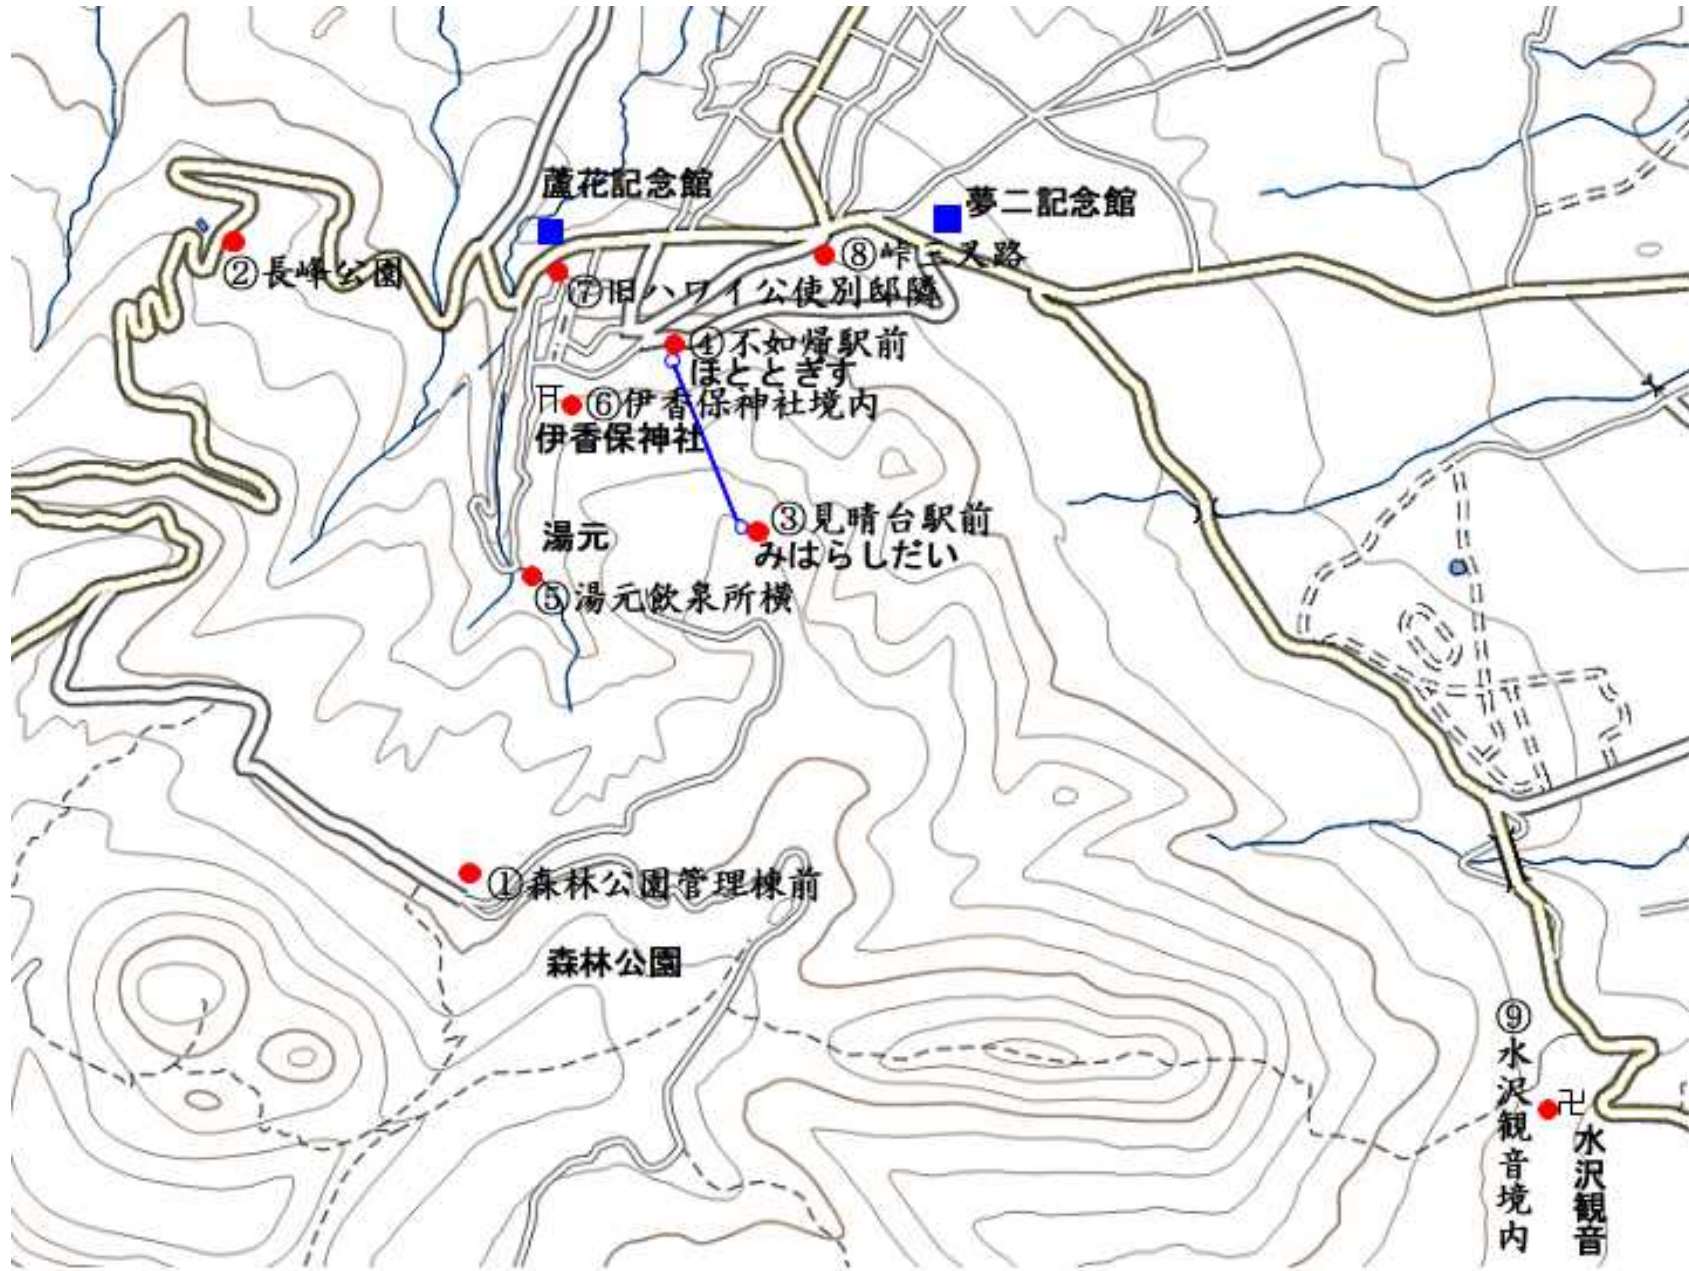 蘆花記念館
夢二記念館
②長峰公園
⑧峠三叉路
⑦旧ハワイ公使別邸隣
④不如帰駅前
ほととぎす
⑥伊香保神社境内
伊香保神社
③見晴台駅前
みはらしだい
湯元
⑤湯元飲泉所横
①森林公園管理棟前
森林公園
⑨水沢観音境内
水沢観音